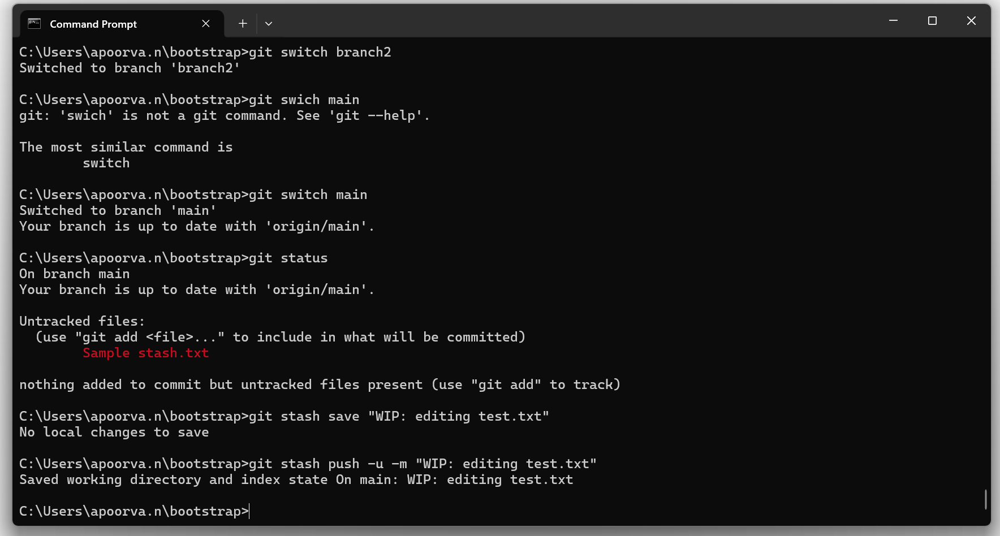 Command Prompt
C:\Users\apoorva.n\bootstrap>git switch branch2
Switched to branch 'branch2'
C:\Users\apoorva.n\bootstrap>git swich main
git: 'swich' is not a git command. See 'git --help'.
The most similar command is
        switch
C:\Users\apoorva.n\bootstrap>git switch main
Switched to branch 'main'
Your branch is up to date with 'origin/main'.
C:\Users\apoorva.n\bootstrap>git status
On branch main
Your branch is up to date with 'origin/main'.
Untracked files:
  (use "git add <file>..." to include in what will be committed)
        Sample stash.txt
nothing added to commit but untracked files present (use "git add" to track)
C:\Users\apoorva.n\bootstrap>git stash save "WIP: editing test.txt"
No local changes to save
C:\Users\apoorva.n\bootstrap>git stash push -u -m "WIP: editing test.txt"
Saved working directory and index state On main: WIP: editing test.txt
C:\Users\apoorva.n\bootstrap>